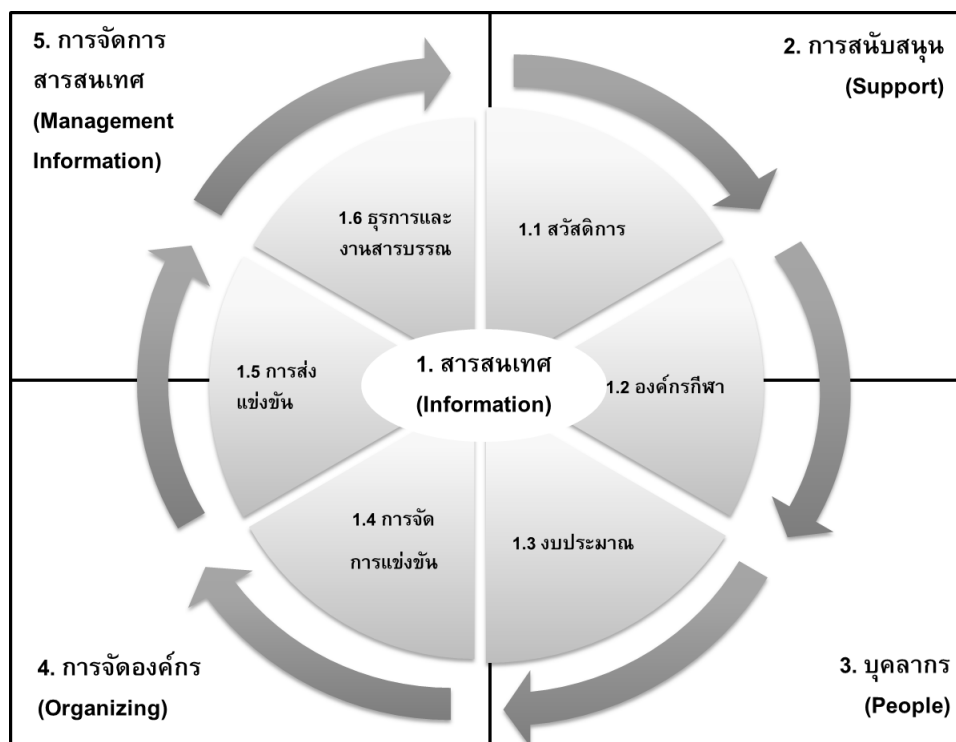 5. การจัดการ
สารสนเทศ
(Management
Information)
2. การสนับสนุน
(Support)
1.6 ธุรการและ
งานสารบรรณ
1.1 สวัสดิการ
1.5 การส่ง
แข่งขัน
1. สารสนเทศ
(Information)
1.2 องค์กรกีฬา
1.4 การจัด
การแข่งขัน
1.3 งบประมาณ
4. การจัดองค์กร
(Organizing)
3. บุคลากร
(People)